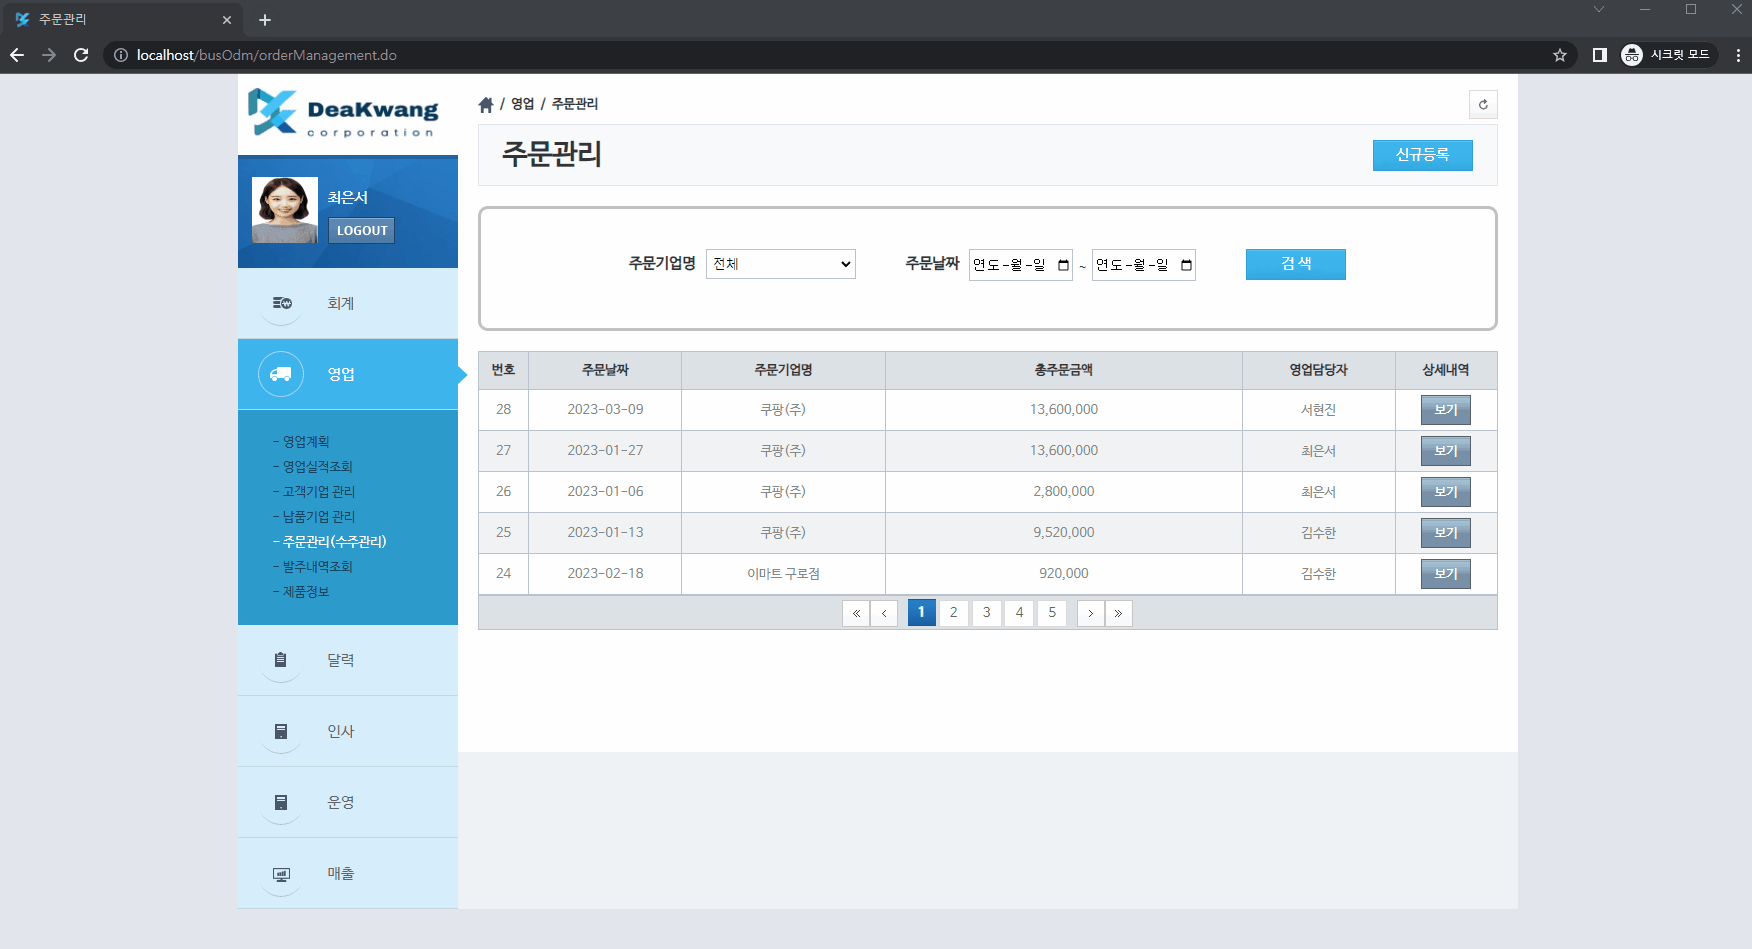 주문관리
localhost/busOdm/orderManagement.do
시크릿 모드
DeaKwang
corporation
최은서
LOGOUT
회계
영업
- 영업계획
- 영업실적조회
- 고객기업 관리
- 납품기업 관리
- 주문관리(수주관리)
- 발주내역조회
- 제품정보
달력
인사
운영
매출
/ 영업 / 주문관리
주문관리
신규등록
주문기업명 전체 주문날짜 연도-월-일 ~ 연도-월-일 검 색
번호 주문날짜 주문기업명 총주문금액 영업담당자 상세내역
28 2023-03-09 쿠팡(주) 13,600,000 서현진 보기
27 2023-01-27 쿠팡(주) 13,600,000 최은서 보기
26 2023-01-06 쿠팡(주) 2,800,000 최은서 보기
25 2023-01-13 쿠팡(주) 9,520,000 김수한 보기
24 2023-02-18 이마트 구로점 920,000 김수한 보기
« ‹ 1 2 3 4 5 › »